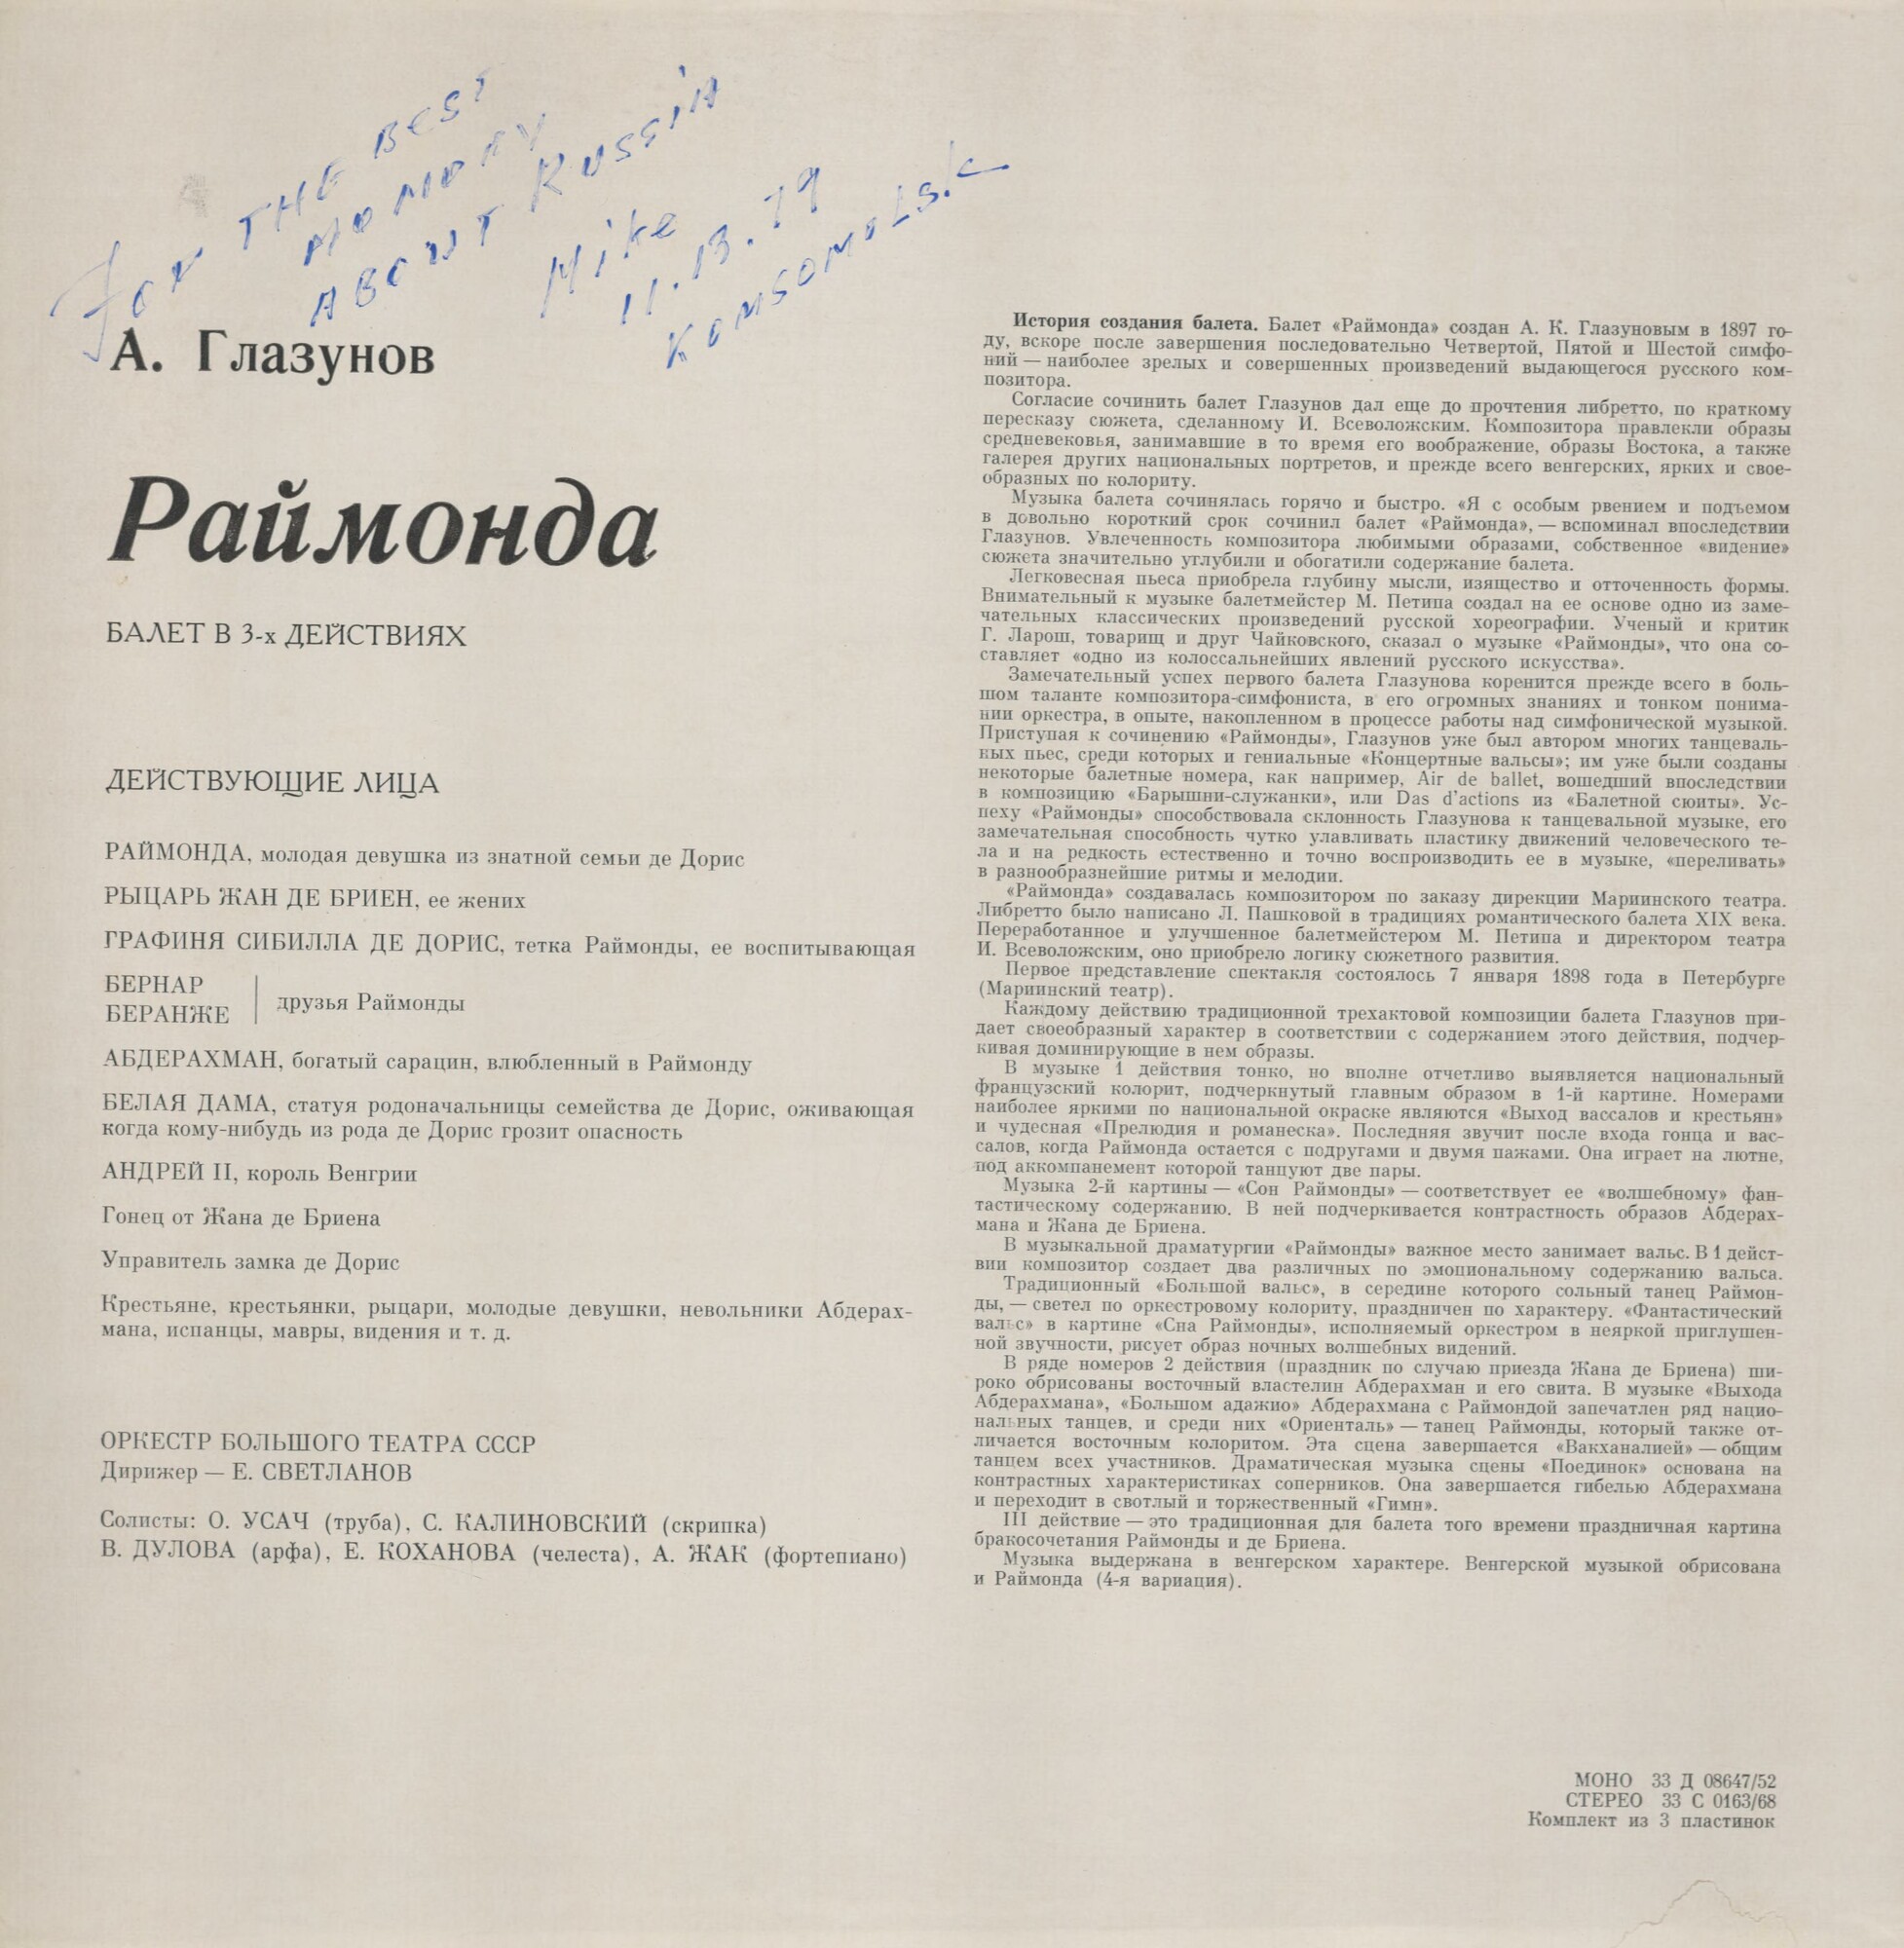 For THE BEST
MOMORY
ABOUT RUSSIA
Mike
11.13.79
KOMSOMOLSK
А. Глазунов
Раймонда
БАЛЕТ В 3-х ДЕЙСТВИЯХ
ДЕЙСТВУЮЩИЕ ЛИЦА
РАЙМОНДА, молодая девушка из знатной семьи де Дорис
РЫЦАРЬ ЖАН ДЕ БРИЕН, ее жених
ГРАФИНЯ СИБИЛЛА ДЕ ДОРИС, тетка Раймонды, ее воспитывающая
БЕРНАР
БЕРАНЖЕ
друзья Раймонды
АБДЕРАХМАН, богатый сарацин, влюбленный в Раймонду
БЕЛАЯ ДАМА, статуя родоначальницы семейства де Дорис, оживающая
когда кому-нибудь из рода де Дорис грозит опасность
АНДРЕЙ II, король Венгрии
Гонец от Жана де Бриена
Управитель замка де Дорис
Крестьяне, крестьянки, рыцари, молодые девушки, невольники Абдерах-
мана, испанцы, мавры, видения и т. д.
ОРКЕСТР БОЛЬШОГО ТЕАТРА СССР
Дирижер — Е. СВЕТЛАНОВ
Солисты: О. УСАЧ (труба), С. КАЛИНОВСКИЙ (скрипка)
В. ДУЛОВА (арфа), Е. КОХАНОВА (челеста), А. ЖАК (фортепиано)
История создания балета. Балет «Раймонда» создан А. К. Глазуновым в 1897 го-
ду, вскоре после завершения последовательно Четвертой, Пятой и Шестой симфо-
ний — наиболее зрелых и совершенных произведений выдающегося русского ком-
позитора.
Согласие сочинить балет Глазунов дал еще до прочтения либретто, по краткому
пересказу сюжета, сделанному И. Всеволожским. Композитора правлекли образы
средневековья, занимавшие в то время его воображение, образы Востока, а также
галерея других национальных портретов, и прежде всего венгерских, ярких и свое-
образных по колориту.
Музыка балета сочинялась горячо и быстро. «Я с особым рвением и подъемом
в довольно короткий срок сочинил балет «Раймонда», — вспоминал впоследствии
Глазунов. Увлеченность композитора любимыми образами, собственное «видение»
сюжета значительно углубили и обогатили содержание балета.
Легковесная пьеса приобрела глубину мысли, изящество и отточенность формы.
Внимательный к музыке балетмейстер М. Петипа создал на ее основе одно из заме-
чательных классических произведений русской хореографии. Ученый и критик
Г. Ларош, товарищ и друг Чайковского, сказал о музыке «Раймонды», что она со-
ставляет «одно из колоссальнейших явлений русского искусства».
Замечательный успех первого балета Глазунова коренится прежде всего в боль-
шом таланте композитора-симфониста, в его огромных знаниях и тонком понима-
нии оркестра, в опыте, накопленном в процессе работы над симфонической музыкой.
Приступая к сочинению «Раймонды», Глазунов уже был автором многих танцеваль-
ных пьес, среди которых и гениальные «Концертные вальсы»; им уже были созданы
некоторые балетные номера, как например, Air de ballet, вошедший впоследствии
в композицию «Барышни-служанки», или Das d'actions из «Балетной сюиты». Ус-
пеху «Раймонды» способствовала склонность Глазунова к танцевальной музыке, его
замечательная способность чутко улавливать пластику движений человеческого те-
ла и на редкость естественно и точно воспроизводить ее в музыке, «переливать»
в разнообразнейшие ритмы и мелодии.
«Раймонда» создавалась композитором по заказу дирекции Мариинского театра.
Либретто было написано Л. Пашковой в традициях романтического балета XIX века.
Переработанное и улучшенное балетмейстером М. Петипа и директором театра
И. Всеволожским, оно приобрело логику сюжетного развития.
Первое представление спектакля состоялось 7 января 1898 года в Петербурге
(Мариинский театр).
Каждому действию традиционной трехактовой композиции балета Глазунов при-
дает своеобразный характер в соответствии с содержанием этого действия, подчер-
кивая доминирующие в нем образы.
В музыке 1 действия тонко, но вполне отчетливо выявляется национальный
французский колорит, подчеркнутый главным образом в 1-й картине. Номерами
наиболее яркими по национальной окраске являются «Выход вассалов и крестьян»
и чудесная «Прелюдия и романеска». Последняя звучит после входа гонца и вас-
салов, когда Раймонда остается с подругами и двумя пажами. Она играет на лютне,
под аккомпанемент которой танцуют две пары.
Музыка 2-й картины — «Сон Раймонды» — соответствует ее «волшебному» фан-
тастическому содержанию. В ней подчеркивается контрастность образов Абдерах-
мана и Жана де Бриена.
В музыкальной драматургии «Раймонды» важное место занимает вальс. В 1 дейст-
вии композитор создает два различных по эмоциональному содержанию вальса.
Традиционный «Большой вальс», в середине которого сольный танец Раймон-
ды, — светел по оркестровому колориту, праздничен по характеру. «Фантастический
вальс» в картине «Сна Раймонды», исполняемый оркестром в неяркой приглушен-
ной звучности, рисует образ ночных волшебных видений.
В ряде номеров 2 действия (праздник по случаю приезда Жана де Бриена) ши-
роко обрисованы восточный властелин Абдерахман и его свита. В музыке «Выхода
Абдерахмана», «Большом адажио» Абдерахмана с Раймондой запечатлен ряд нацио-
нальных танцев, и среди них «Ориенталь» — танец Раймонды, который также от-
личается восточным колоритом. Эта сцена завершается «Вакханалией» — общим
танцем всех участников. Драматическая музыка сцены «Поединок» основана на
контрастных характеристиках соперников. Она завершается гибелью Абдерахмана
и переходит в свотлый и торжественный «Гимн».
III действие — это традиционная для балета того времени праздничная картина
бракосочетания Раймонды и де Бриена.
Музыка выдержана в венгерском характере. Венгерской музыкой обрисована
и Раймонда (4-я вариация).
МОНО 33 Д 08647/52
СТЕРЕО 33 С 0163/68
Комплект из 3 пластинок